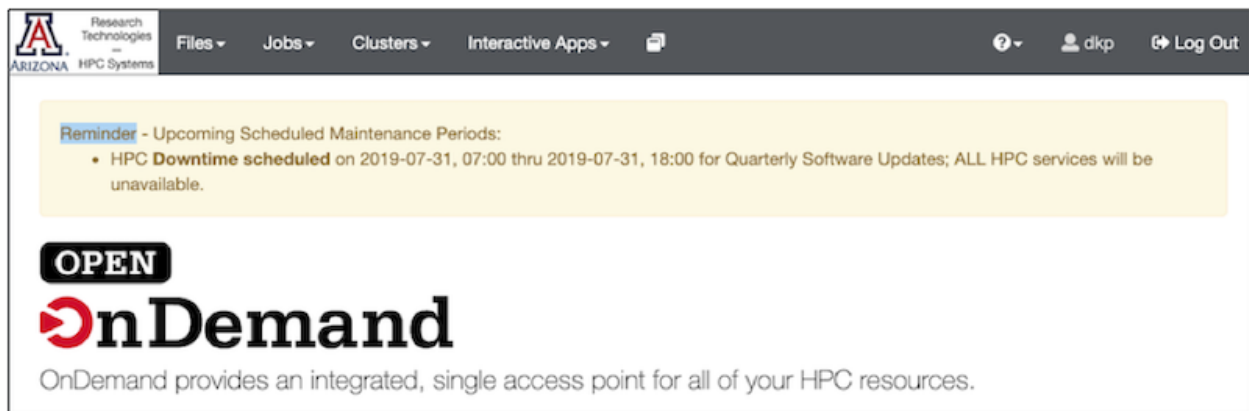 Research
Technologies
—
HPC Systems
ARIZONA
Files
Jobs
Clusters
Interactive Apps
dkp
Log Out
Reminder - Upcoming Scheduled Maintenance Periods:
• HPC Downtime scheduled on 2019-07-31, 07:00 thru 2019-07-31, 18:00 for Quarterly Software Updates; ALL HPC services will be
unavailable.
OPEN
OnDemand
OnDemand provides an integrated, single access point for all of your HPC resources.